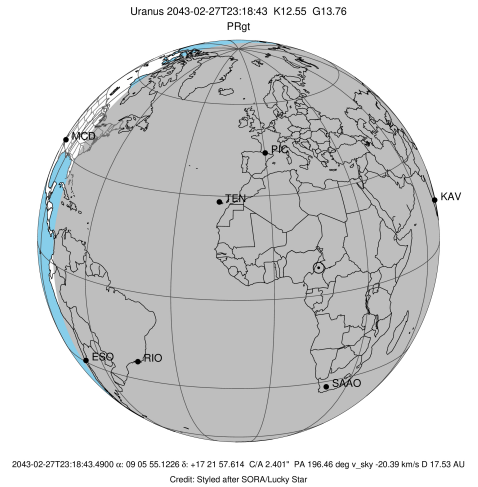 Uranus 2043-02-27T23:18:43 K12.55 G13.76
PRgt
MCD
PIC
TEN
KAV
ESO
RIO
SAAO
2043-02-27T23:18:43.4900 α: 09 05 55.1226 δ: +17 21 57.614 C/A 2.401" PA 196.46 deg v_sky -20.39 km/s D 17.53 AU
Credit: Styled after SORA/Lucky Star